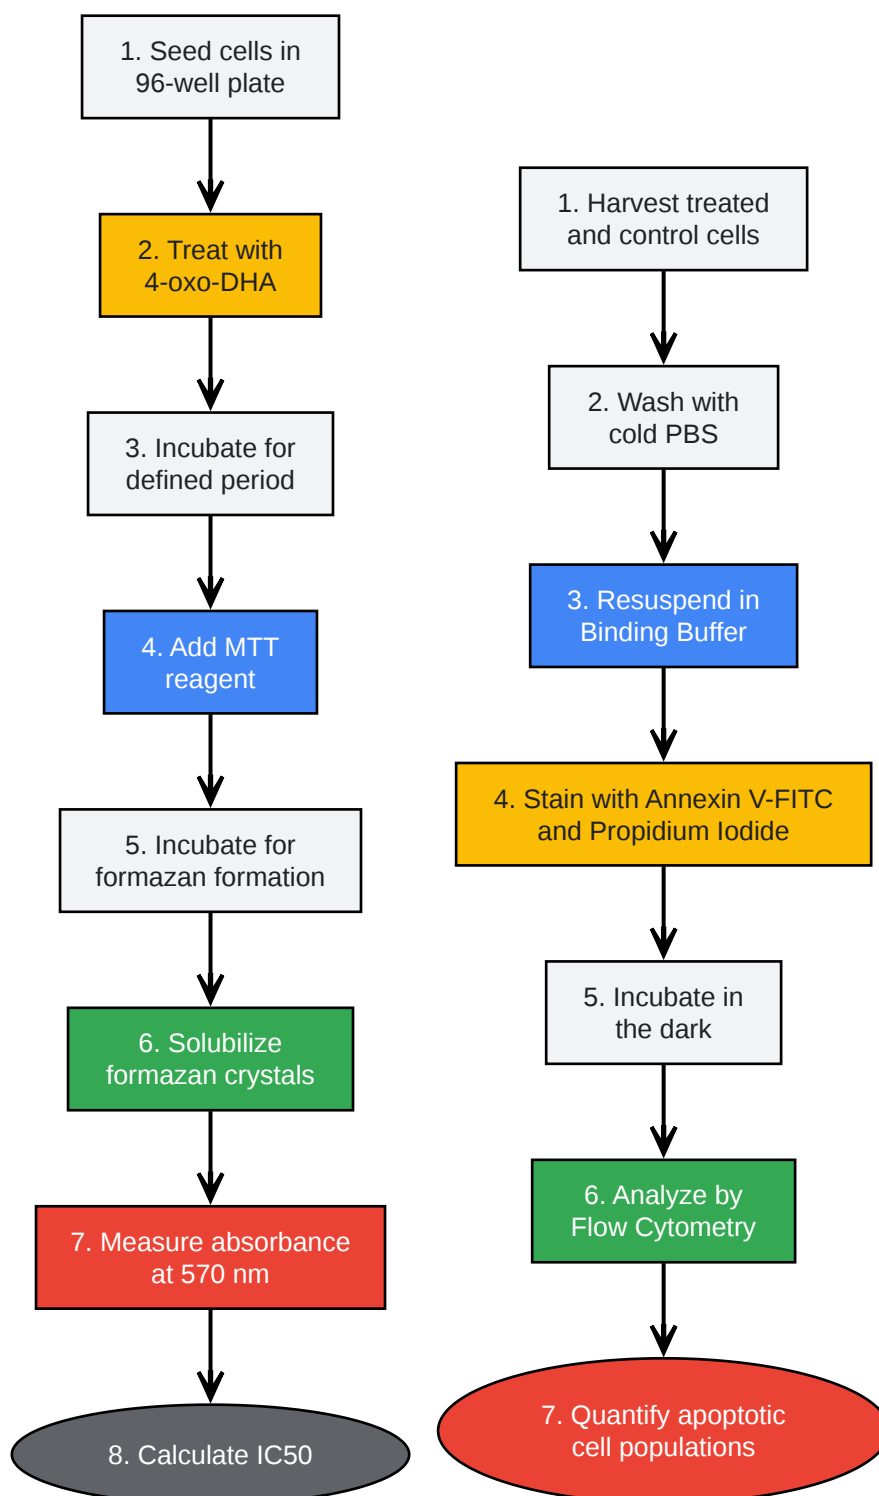 1. Seed cells in
96-well plate
2. Treat with
4-oxo-DHA
3. Incubate for
defined period
4. Add MTT
reagent
5. Incubate for
formazan formation
6. Solubilize
formazan crystals
7. Measure absorbance
at 570 nm
8. Calculate IC50
1. Harvest treated
and control cells
2. Wash with
cold PBS
3. Resuspend in
Binding Buffer
4. Stain with Annexin V-FITC
and Propidium Iodide
5. Incubate in
the dark
6. Analyze by
Flow Cytometry
7. Quantify apoptotic
cell populations